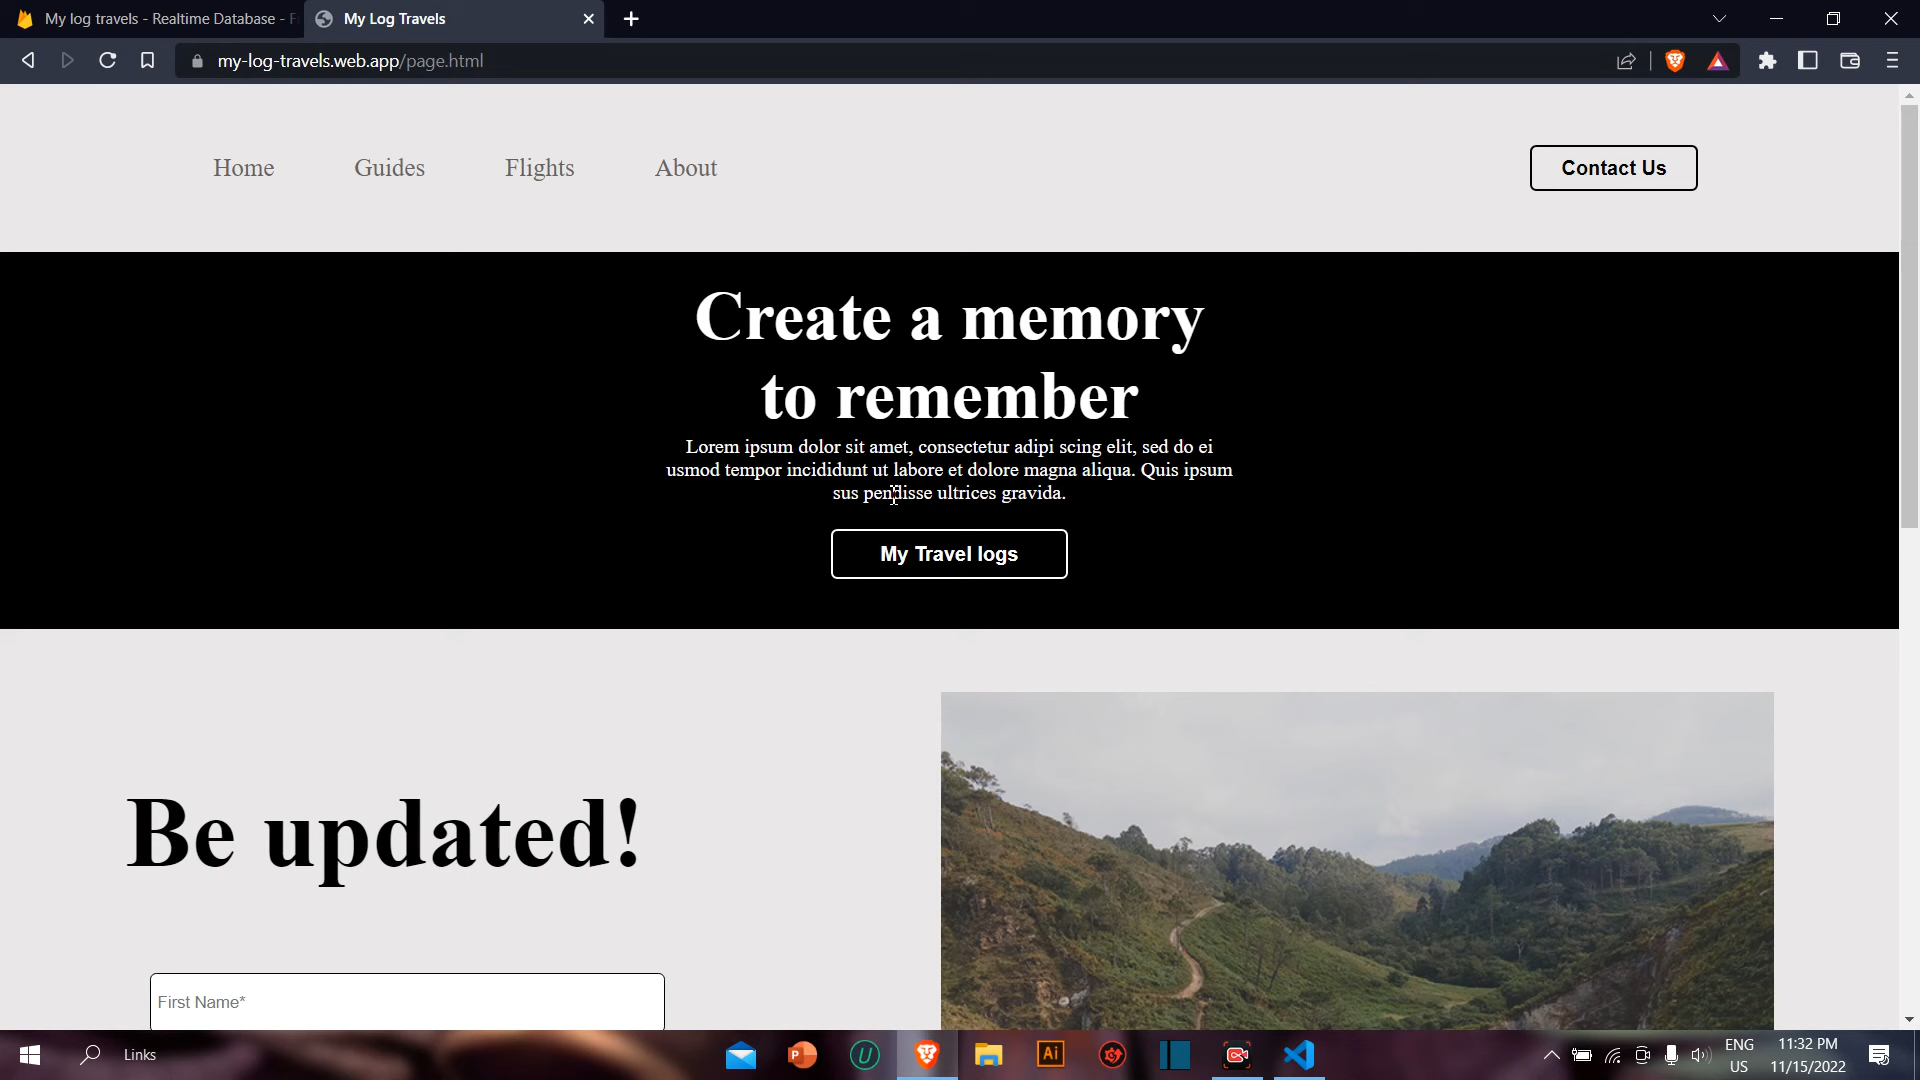 My log travels - Realtime Database - F
My Log Travels
my-log-travels.web.app/page.html
Home
Guides
Flights
About
Contact Us
Create a memory
to remember
Lorem ipsum dolor sit amet, consectetur adipi scing elit, sed do ei
usmod tempor incididunt ut labore et dolore magna aliqua. Quis ipsum
sus pendisse ultrices gravida.
My Travel logs
Be updated!
First Name*
Links
P
U
Ai
ENG
US
11:32 PM
11/15/2022